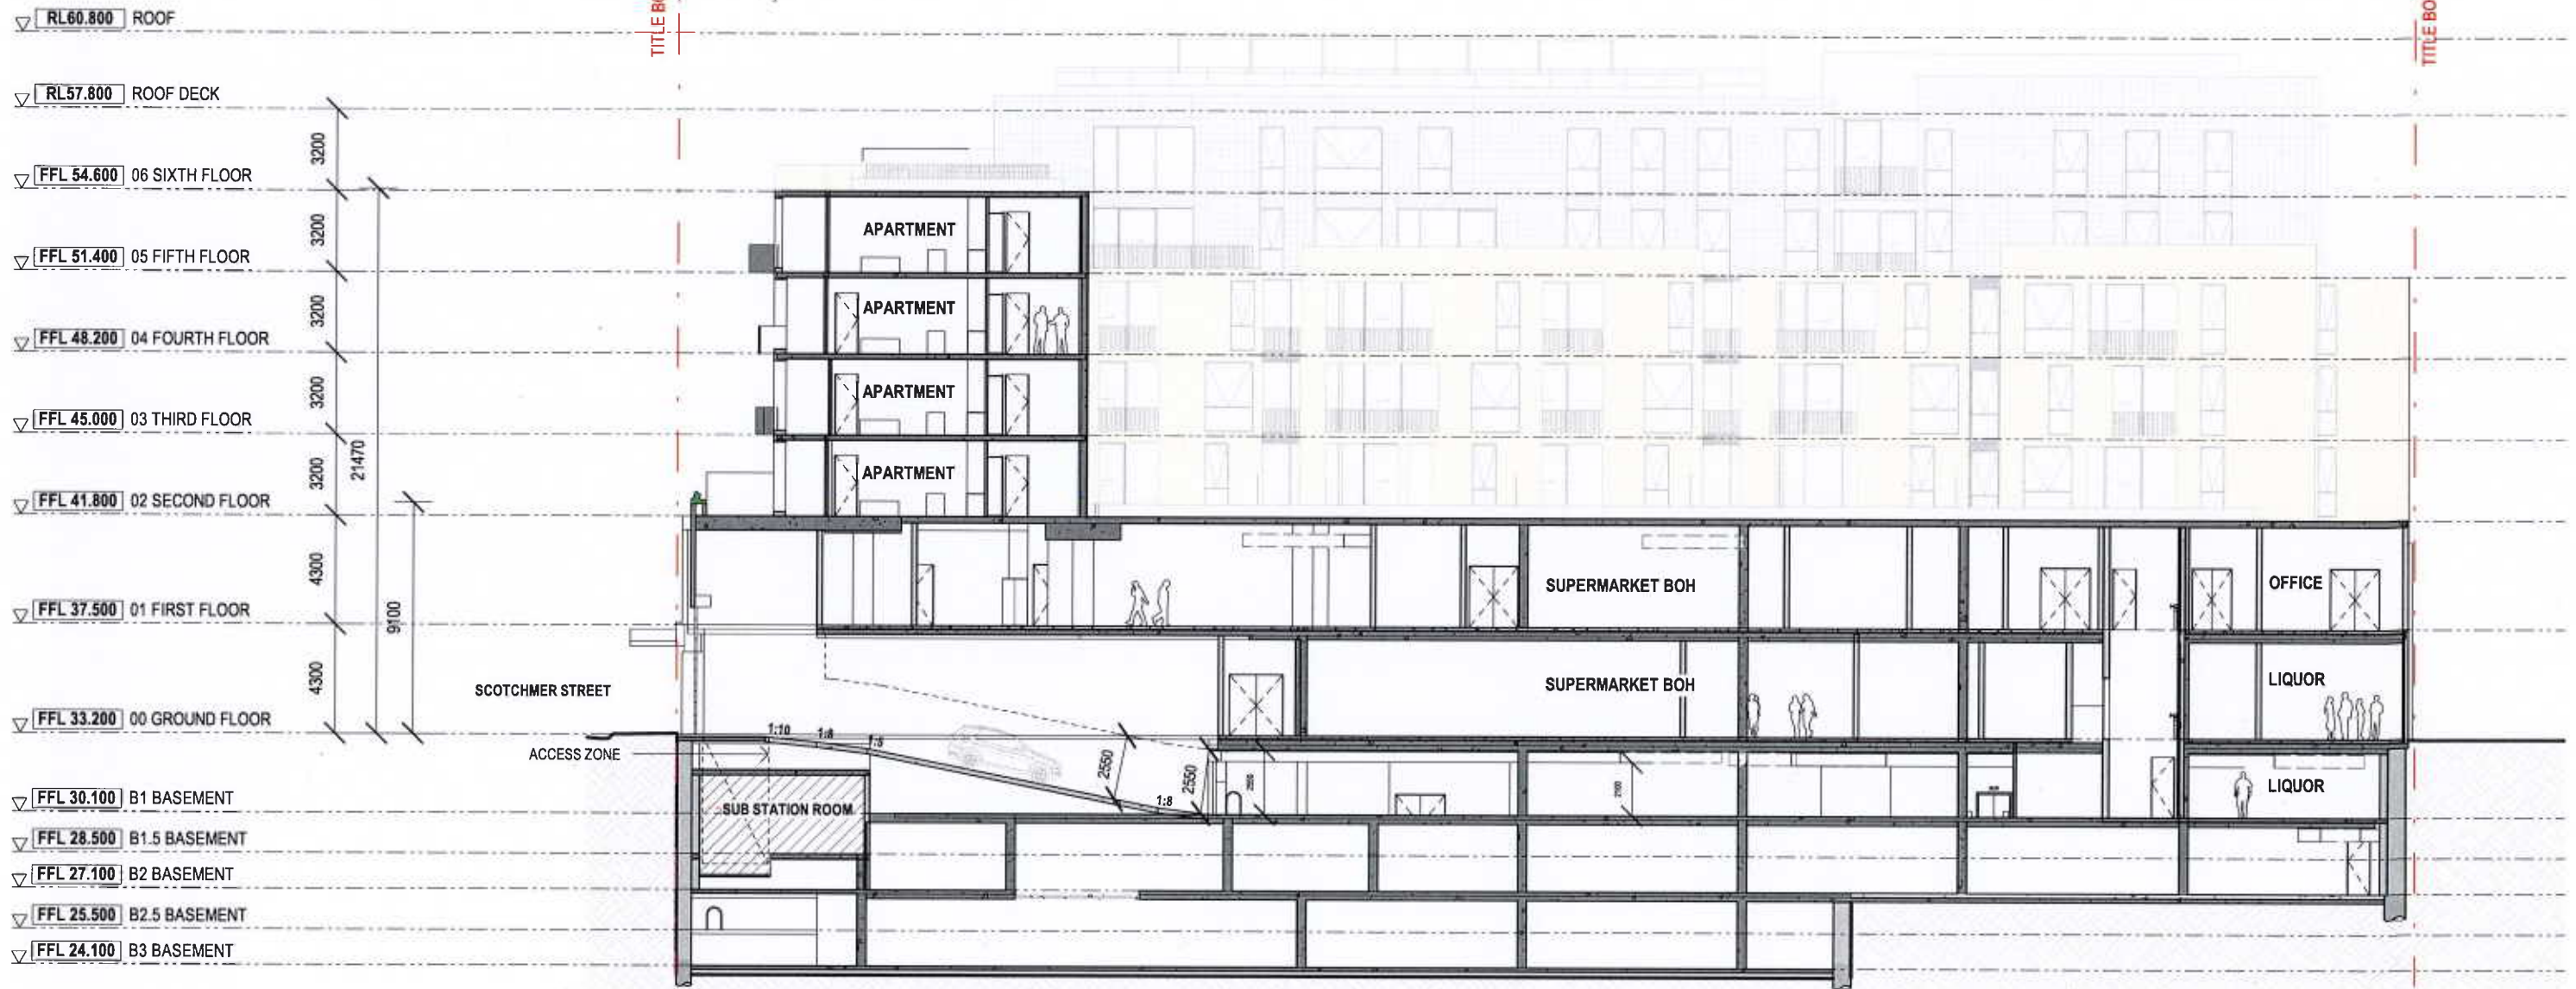 RL60.800 ROOF
TITLE BO
TITLE BO
RL57.800 ROOF DECK
3200
FFL 54.600 06 SIXTH FLOOR
3200
APARTMENT
FFL 51.400 05 FIFTH FLOOR
3200
APARTMENT
FFL 48.200 04 FOURTH FLOOR
3200
APARTMENT
FFL 45.000 03 THIRD FLOOR
21470
3200
APARTMENT
FFL 41.800 02 SECOND FLOOR
4300
SUPERMARKET BOH
OFFICE
FFL 37.500 01 FIRST FLOOR
9100
4300
SCOTCHMER STREET
SUPERMARKET BOH
LIQUOR
FFL 33.200 00 GROUND FLOOR
1:10
1:8
1:5
ACCESS ZONE
2550
2550
LIQUOR
FFL 30.100 B1 BASEMENT
1:8
SUB STATION ROOM
FFL 28.500 B1.5 BASEMENT
FFL 27.100 B2 BASEMENT
FFL 25.500 B2.5 BASEMENT
FFL 24.100 B3 BASEMENT